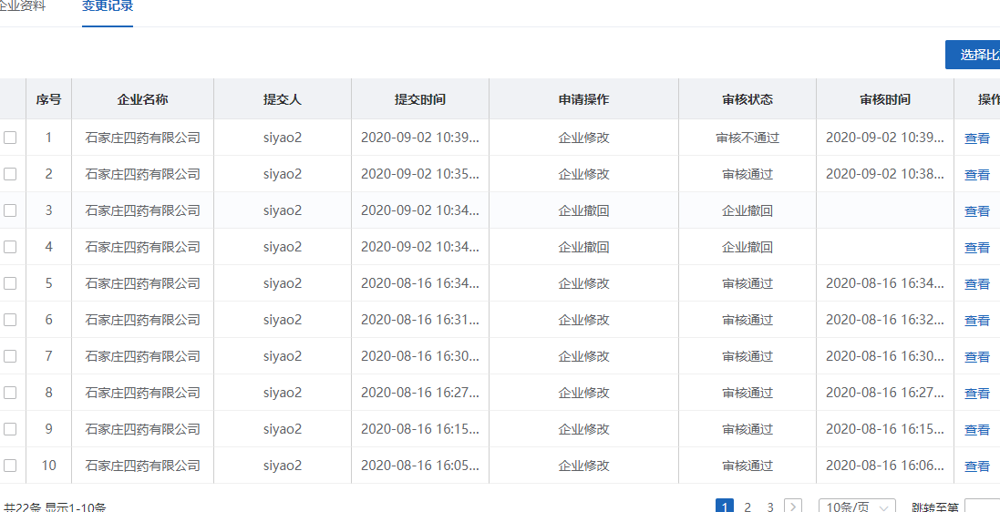 企业资料 变更记录
选择比
序号 企业名称 提交人 提交时间 申请操作 审核状态 审核时间 操作
1 石家庄四药有限公司 siyao2 2020-09-02 10:39... 企业修改 审核不通过 2020-09-02 10:39... 查看
2 石家庄四药有限公司 siyao2 2020-09-02 10:35... 企业修改 审核通过 2020-09-02 10:38... 查看
3 石家庄四药有限公司 siyao2 2020-09-02 10:34... 企业撤回 企业撤回 查看
4 石家庄四药有限公司 siyao2 2020-09-02 10:34... 企业撤回 企业撤回 查看
5 石家庄四药有限公司 siyao2 2020-08-16 16:34... 企业修改 审核通过 2020-08-16 16:34... 查看
6 石家庄四药有限公司 siyao2 2020-08-16 16:31... 企业修改 审核通过 2020-08-16 16:32... 查看
7 石家庄四药有限公司 siyao2 2020-08-16 16:30... 企业修改 审核通过 2020-08-16 16:30... 查看
8 石家庄四药有限公司 siyao2 2020-08-16 16:27... 企业修改 审核通过 2020-08-16 16:27... 查看
9 石家庄四药有限公司 siyao2 2020-08-16 16:15... 企业修改 审核通过 2020-08-16 16:15... 查看
10 石家庄四药有限公司 siyao2 2020-08-16 16:05... 企业修改 审核通过 2020-08-16 16:06... 查看
共22条 显示1-10条 1 2 3 10条/页 跳转至第